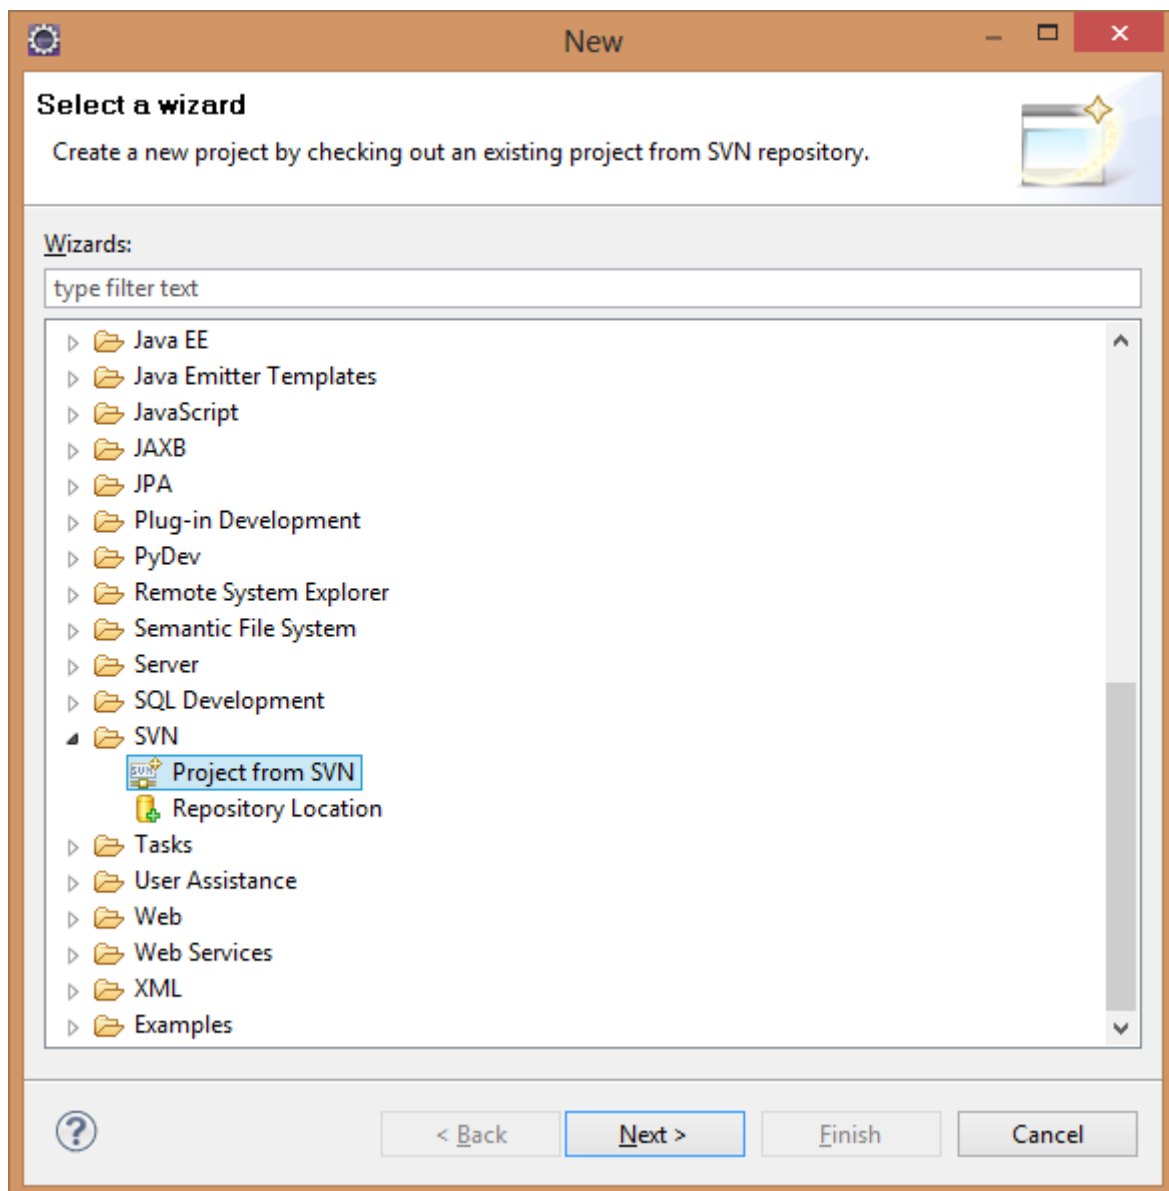 New
Select a wizard
Create a new project by checking out an existing project from SVN repository.
Wizards:
type filter text
Java EE
Java Emitter Templates
JavaScript
JAXB
JPA
Plug-in Development
PyDev
Remote System Explorer
Semantic File System
Server
SQL Development
SVN
SVN Project from SVN
Repository Location
Tasks
User Assistance
Web
Web Services
XML
Examples
? < Back Next > Finish Cancel